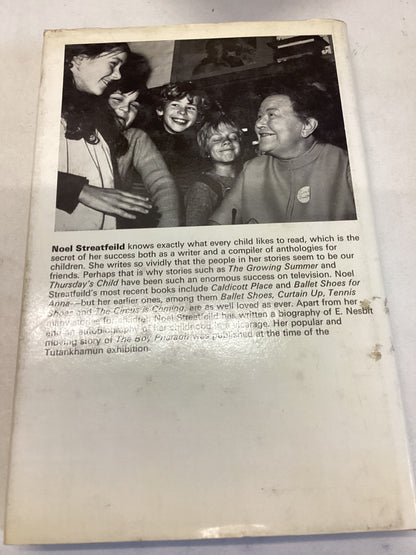 Noel Streatfeild knows exactly what every child likes to read, which is the
secret of her success both as a writer and a compiler of anthologies for
children. She writes so vividly that the people in her stories seem to be our
friends. Perhaps that is why stories such as The Growing Summer and
Thursday's Child have been such an enormous success on television. Noel
Streatfeild's most recent books include Caldicott Place and Ballet Shoes for
Anna—but her earlier ones, among them Ballet Shoes, Curtain Up, Tennis
Shoes and The Circus is Coming, are as well loved as ever. Apart from her
many stories for children Noel Streatfeild has written a biography of E. Nesbit
and an autobiography of her childhood in a vicarage. Her popular and
moving story of The Boy Pharaoh was published at the time of the
Tutankhamun exhibition.